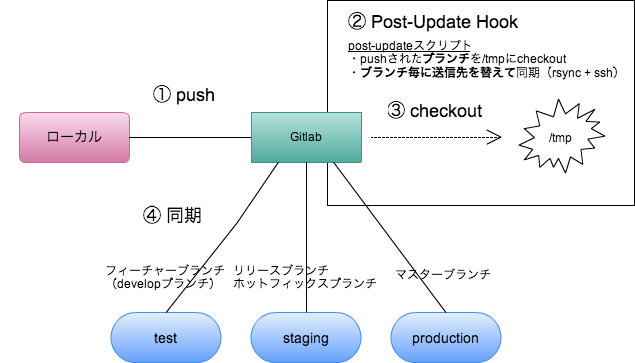 ② Post-Update Hook
post-updateスクリプト
・pushされたブランチを/tmpにcheckout
・ブランチ毎に送信先を替えて同期（rsync + ssh）
① push
③ checkout
ローカル
Gitlab
/tmp
④ 同期
フィーチャーブランチ
（developブランチ）
リリースブランチ
ホットフィックスブランチ
マスターブランチ
test
staging
production